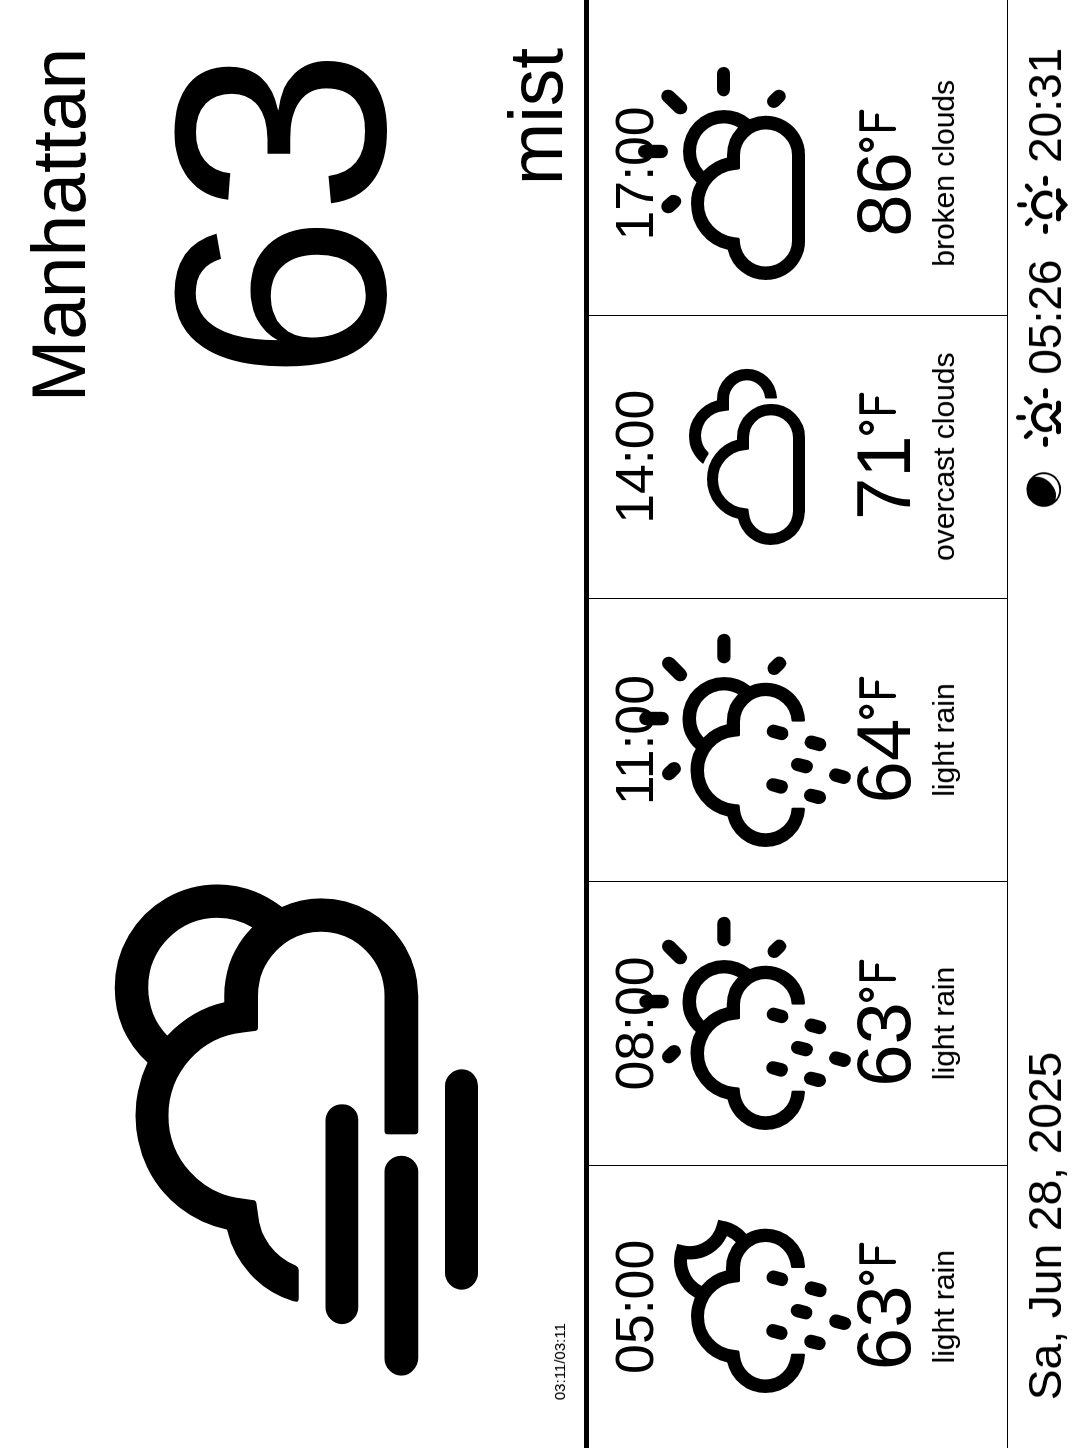 Manhattan
63
mist
03:11/03:11
05:00 08:00 11:00 14:00 17:00
63°F 63°F 64°F 71°F 86°F
light rain light rain light rain overcast clouds broken clouds
Sa, Jun 28, 2025 05:26 20:31